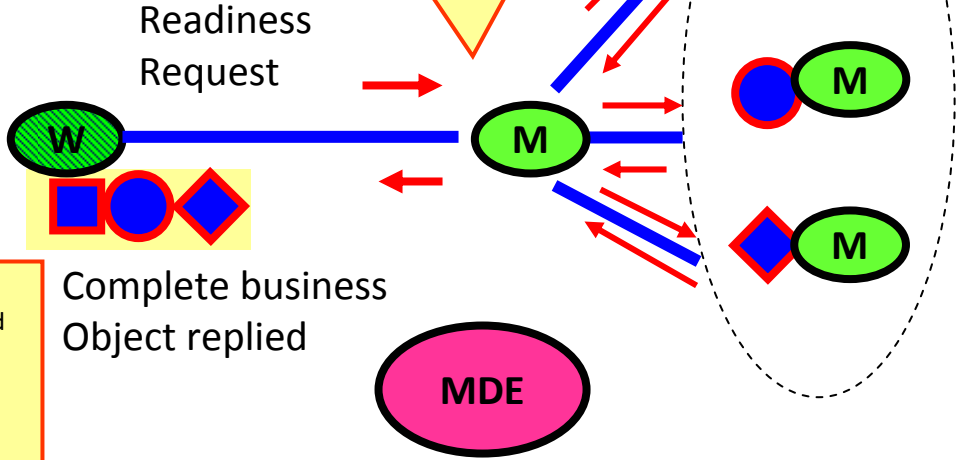 Readiness
Request
W
M
M
M
Complete business
Object replied
MDE